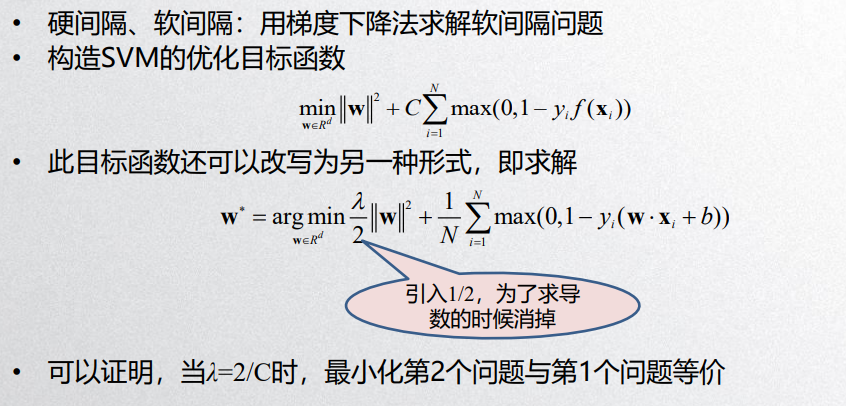 • 硬间隔、软间隔：用梯度下降法求解软间隔问题
• 构造SVM的优化目标函数
$\min_{\mathbf{w}\in R^d} \|\mathbf{w}\|^2 + C\sum_{i=1}^{N} \max(0,1-y_i f(\mathbf{x}_i))$
• 此目标函数还可以改写为另一种形式，即求解
$\mathbf{w}^* = \arg\min_{\mathbf{w}\in R^d} \frac{\lambda}{2}\|\mathbf{w}\|^2 + \frac{1}{N}\sum_{i=1}^{N} \max(0,1-y_i(\mathbf{w}\cdot\mathbf{x}_i+b))$
引入1/2，为了求导
数的时候消掉
• 可以证明，当λ=2/C时，最小化第2个问题与第1个问题等价